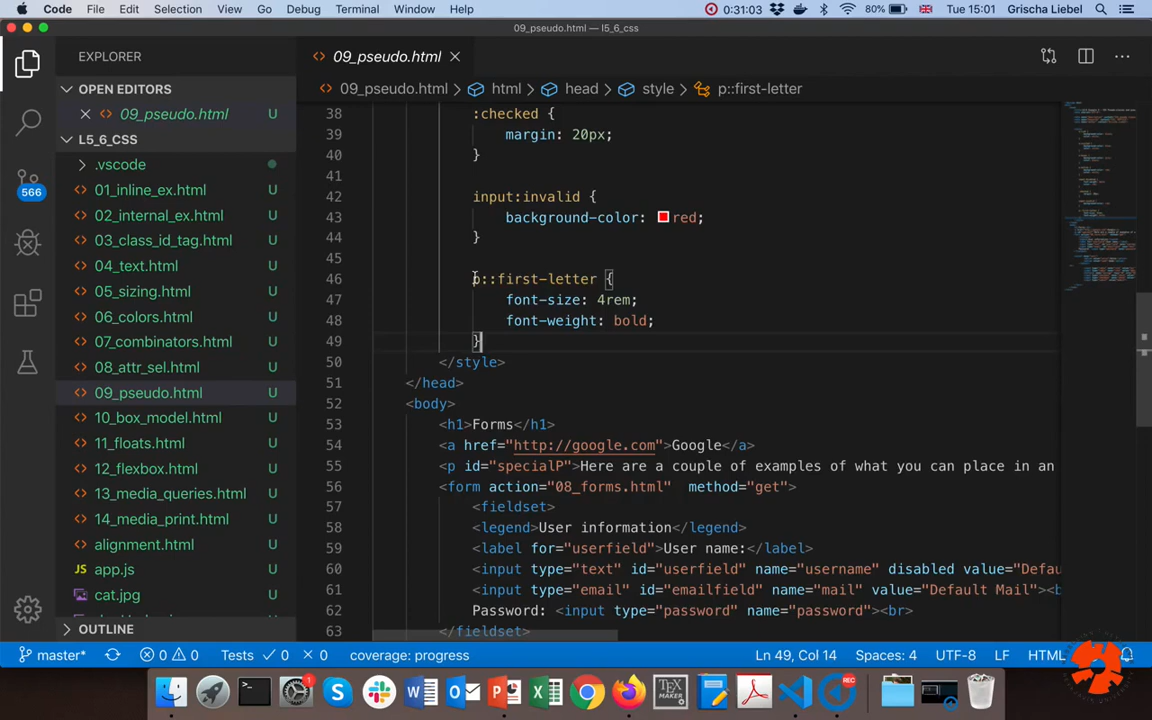 Code File Edit Selection View Go Debug Terminal Window Help 0:31:03 80% Tue 15:01 Grischa Liebel
09_pseudo.html — l5_6_css
EXPLORER
09_pseudo.html
OPEN EDITORS
09_pseudo.html > html > head > style > p::first-letter
09_pseudo.html U
L5_6_CSS
.vscode
01_inline_ex.html U
02_internal_ex.html U
03_class_id_tag.html U
04_text.html U
05_sizing.html U
06_colors.html U
07_combinators.html U
08_attr_sel.html U
09_pseudo.html U
10_box_model.html U
11_floats.html U
12_flexbox.html U
13_media_queries.html U
14_media_print.html U
alignment.html U
JS app.js U
cat.jpg U
OUTLINE
566
38 :checked {
39 margin: 20px;
40 }
41
42 input:invalid {
43 background-color: red;
44 }
45
46 p::first-letter {
47 font-size: 4rem;
48 font-weight: bold;
49 }
50 </style>
51 </head>
52 <body>
53 <h1>Forms</h1>
54 <a href="http://google.com">Google</a>
55 <p id="specialP">Here are a couple of examples of what you can place in an
56 <form action="08_forms.html" method="get">
57 <fieldset>
58 <legend>User information</legend>
59 <label for="userfield">User name:</label>
60 <input type="text" id="userfield" name="username" disabled value="Defau
61 <input type="email" id="emailfield" name="mail" value="Default Mail"><b
62 Password: <input type="password" name="password"><br>
63 </fieldset>
master* 0 0 Tests 0 0 coverage: progress Ln 49, Col 14 Spaces: 4 UTF-8 LF HTML
1
TEX
MAKER
REC